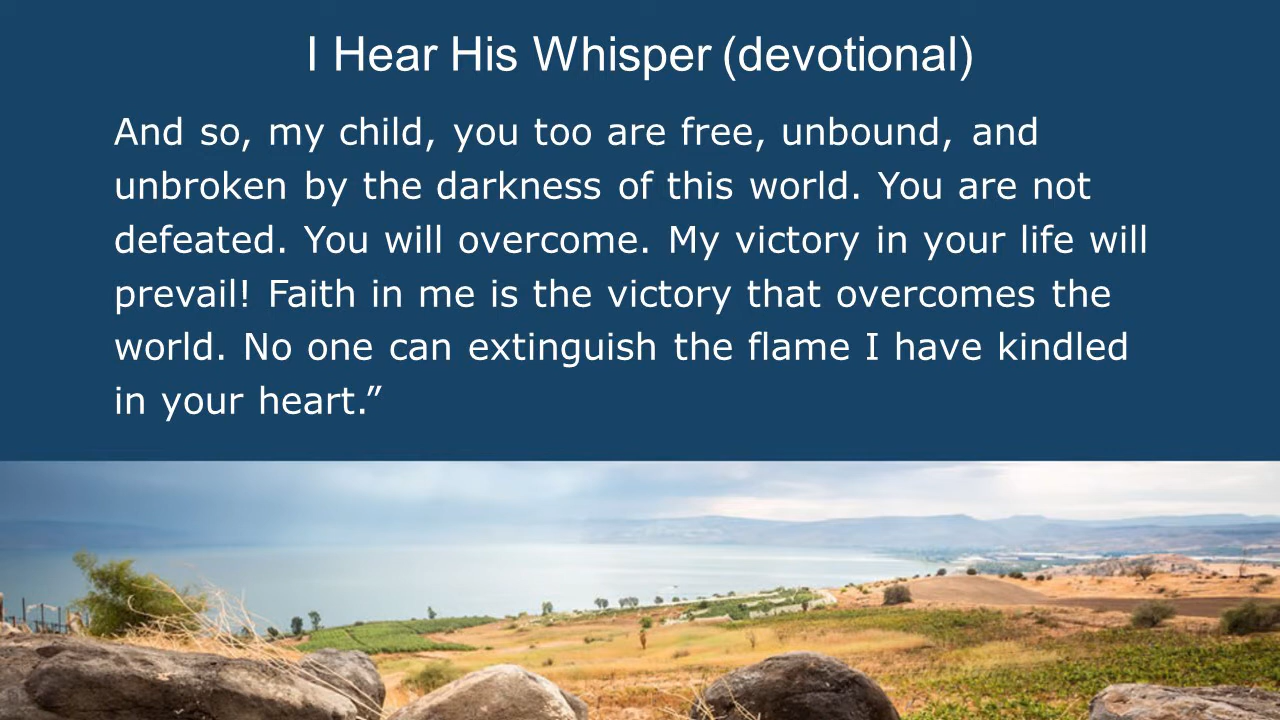 I Hear His Whisper (devotional)
And so, my child, you too are free, unbound, and
unbroken by the darkness of this world. You are not
defeated. You will overcome. My victory in your life will
prevail! Faith in me is the victory that overcomes the
world. No one can extinguish the flame I have kindled
in your heart.”